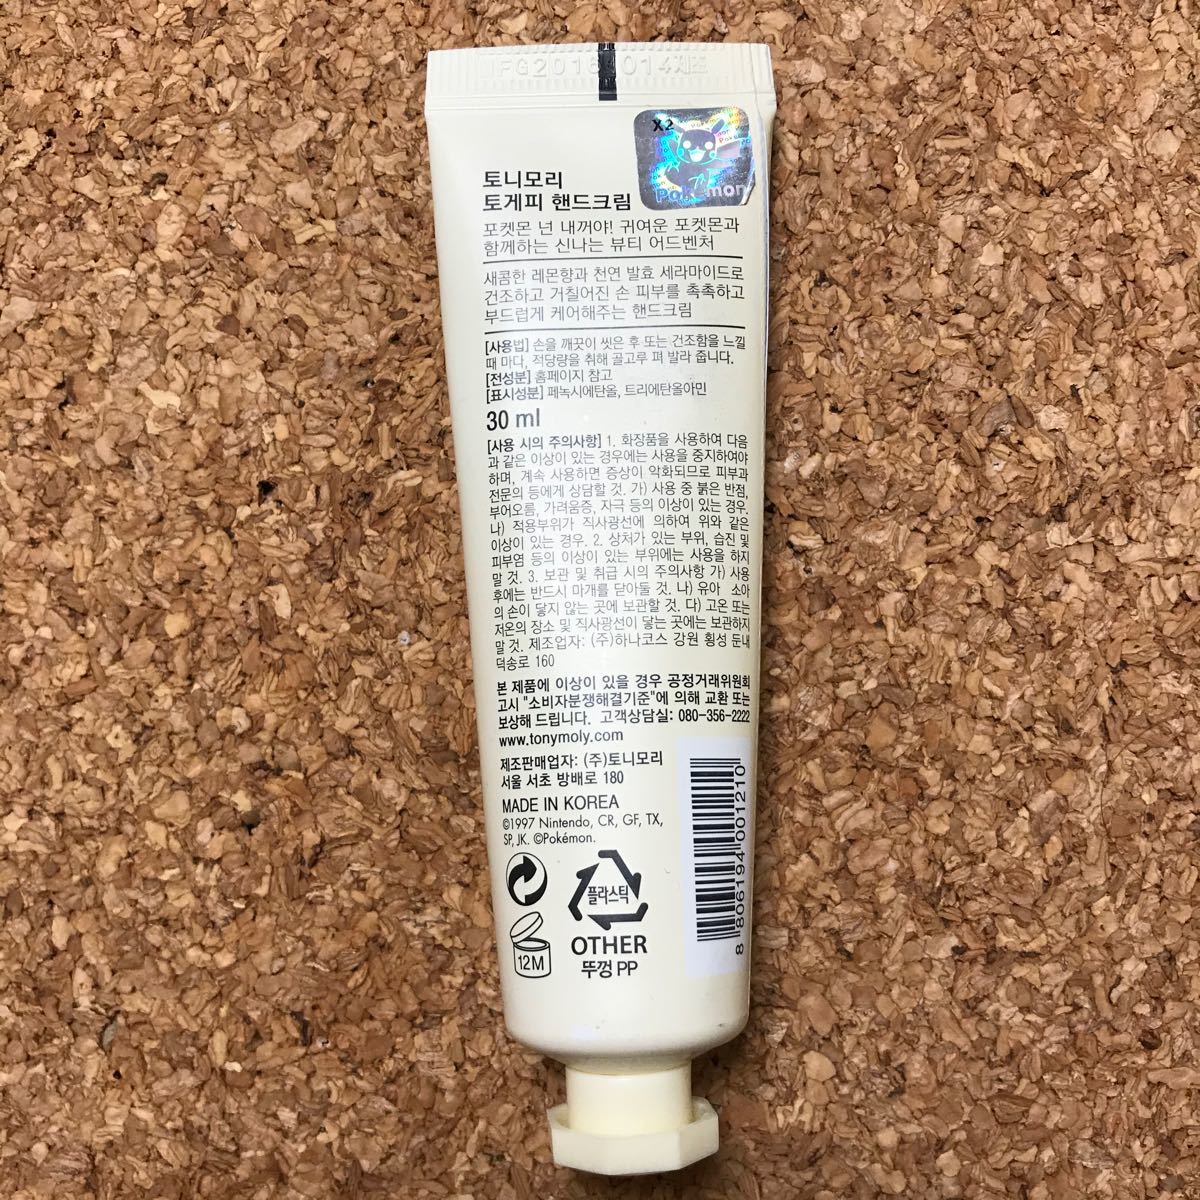 토니모리
토게피 핸드크림
X2
Pokémon
포켓몬 넌 내꺼야! 귀여운 포켓몬과
함께하는 신나는 뷰티 어드벤처
새콤한 레몬향과 천연 발효 세라마이드로
건조하고 거칠어진 손 피부를 촉촉하고
부드럽게 케어해주는 핸드크림
[사용법] 손을 깨끗이 씻은 후 또는 건조함을 느낄
때 마다, 적당량을 취해 골고루 펴 발라 줍니다.
[전성분] 홈페이지 참고
[표시성분] 페녹시에탄올, 트리에탄올아민
30 ml
[사용 시의 주의사항] 1. 화장품을 사용하여 다음
과 같은 이상이 있는 경우에는 사용을 중지하여야
하며, 계속 사용하면 증상이 악화되므로 피부과
전문의 등에게 상담할 것. 가) 사용 중 붉은 반점,
부어오름, 가려움증, 자극 등의 이상이 있는 경우.
나) 적용부위가 직사광선에 의하여 위와 같은
이상이 있는 경우. 2. 상처가 있는 부위, 습진 및
피부염 등의 이상이 있는 부위에는 사용을 하지
말 것. 3. 보관 및 취급 시의 주의사항 가) 사용
후에는 반드시 마개를 닫아둘 것. 나) 유아 소아
의 손이 닿지 않는 곳에 보관할 것. 다) 고온 또는
저온의 장소 및 직사광선이 닿는 곳에는 보관하지
말 것. 제조업자: (주)하나코스 강원 횡성 둔내
덕송로 160
본 제품에 이상이 있을 경우 공정거래위원회
고시 "소비자분쟁해결기준"에 의해 교환 또는
보상해 드립니다. 고객상담실: 080-356-2222
www.tonymoly.com
제조판매업자: (주)토니모리
서울 서초 방배로 180
MADE IN KOREA
©1997 Nintendo, CR, GF, TX,
SP, JK. ©Pokémon.
플라스틱
OTHER
뚜껑 PP
12M
8 806194 001210